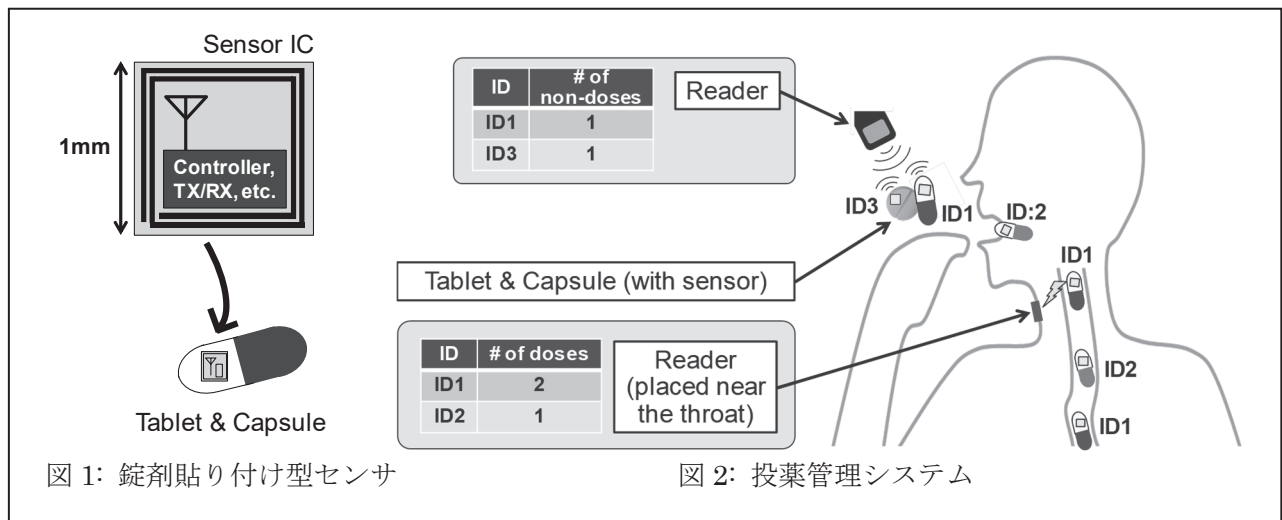 Sensor IC
1mm
Controller,
TX/RX, etc.
Tablet & Capsule
図 1: 錠剤貼り付け型センサ
ID # of non-doses
ID1 1
ID3 1
Reader
ID3
ID1
ID:2
ID1
Tablet & Capsule (with sensor)
ID # of doses
ID1 2
ID2 1
Reader
(placed near
the throat)
ID2
ID1
図 2: 投薬管理システム